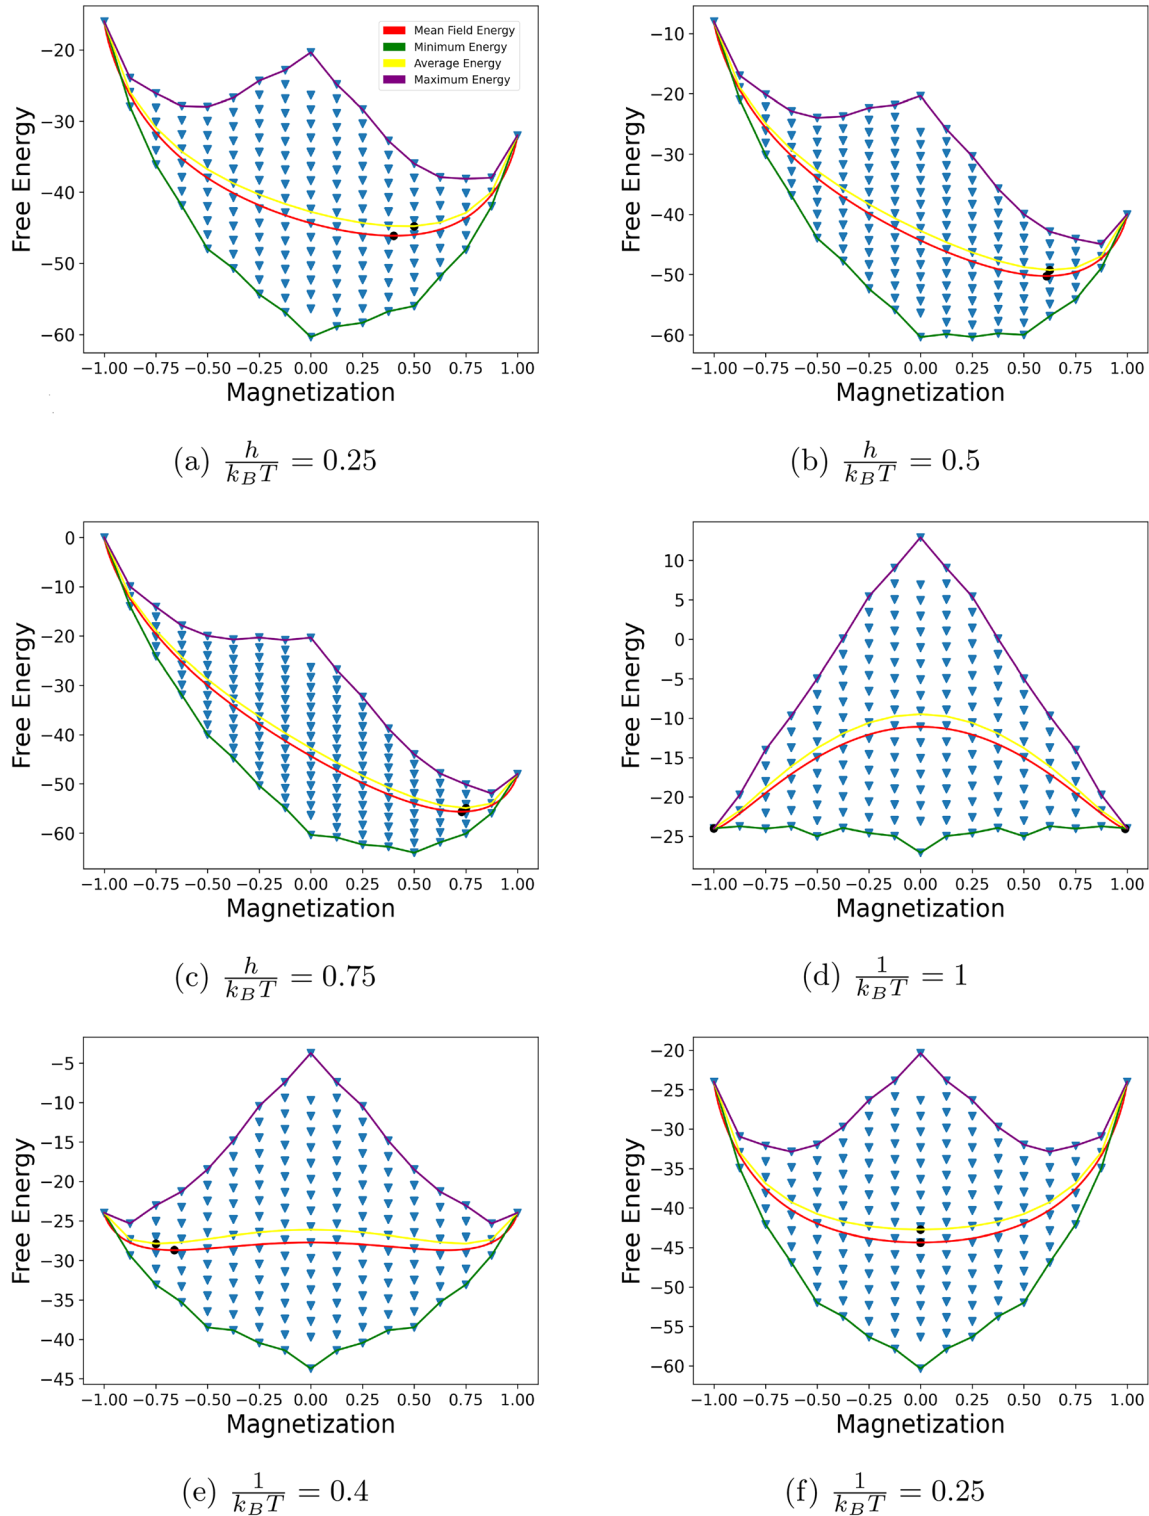 Free Energy
−20
−30
−40
−50
−60
Mean Field Energy
Minimum Energy
Average Energy
Maximum Energy
−1.00 −0.75 −0.50 −0.25 0.00 0.25 0.50 0.75 1.00
Magnetization
(a) h/k_BT = 0.25
Free Energy
−10
−20
−30
−40
−50
−60
−1.00 −0.75 −0.50 −0.25 0.00 0.25 0.50 0.75 1.00
Magnetization
(b) h/k_BT = 0.5
Free Energy
0
−10
−20
−30
−40
−50
−60
−1.00 −0.75 −0.50 −0.25 0.00 0.25 0.50 0.75 1.00
Magnetization
(c) h/k_BT = 0.75
Free Energy
10
5
0
−5
−10
−15
−20
−25
−1.00 −0.75 −0.50 −0.25 0.00 0.25 0.50 0.75 1.00
Magnetization
(d) 1/k_BT = 1
Free Energy
−5
−10
−15
−20
−25
−30
−35
−40
−45
−1.00 −0.75 −0.50 −0.25 0.00 0.25 0.50 0.75 1.00
Magnetization
(e) 1/k_BT = 0.4
Free Energy
−20
−25
−30
−35
−40
−45
−50
−55
−60
−1.00 −0.75 −0.50 −0.25 0.00 0.25 0.50 0.75 1.00
Magnetization
(f) 1/k_BT = 0.25